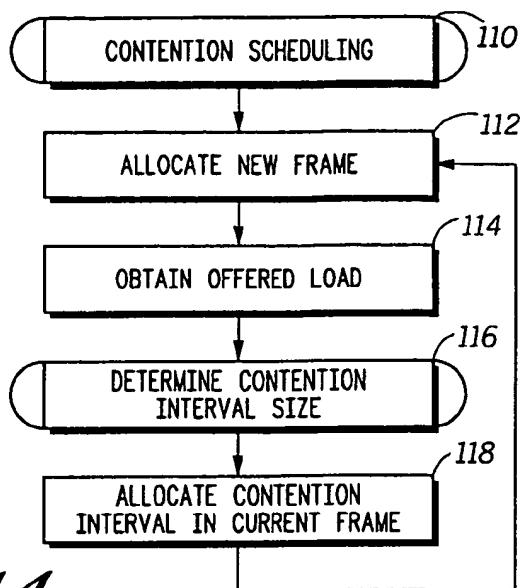 CONTENTION SCHEDULING
110
ALLOCATE NEW FRAME
112
OBTAIN OFFERED LOAD
114
DETERMINE CONTENTION
INTERVAL SIZE
116
ALLOCATE CONTENTION
INTERVAL IN CURRENT FRAME
118